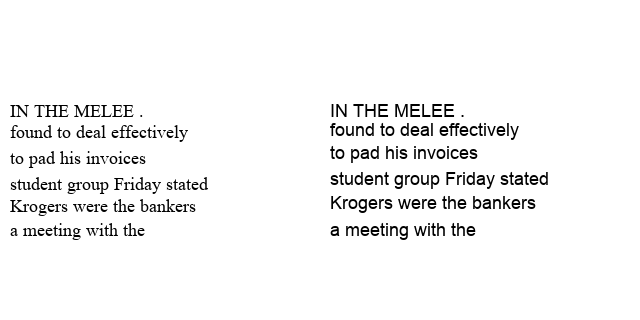 IN THE MELEE .
found to deal effectively
to pad his invoices
student group Friday stated
Krogers were the bankers
a meeting with the
IN THE MELEE .
found to deal effectively
to pad his invoices
student group Friday stated
Krogers were the bankers
a meeting with the